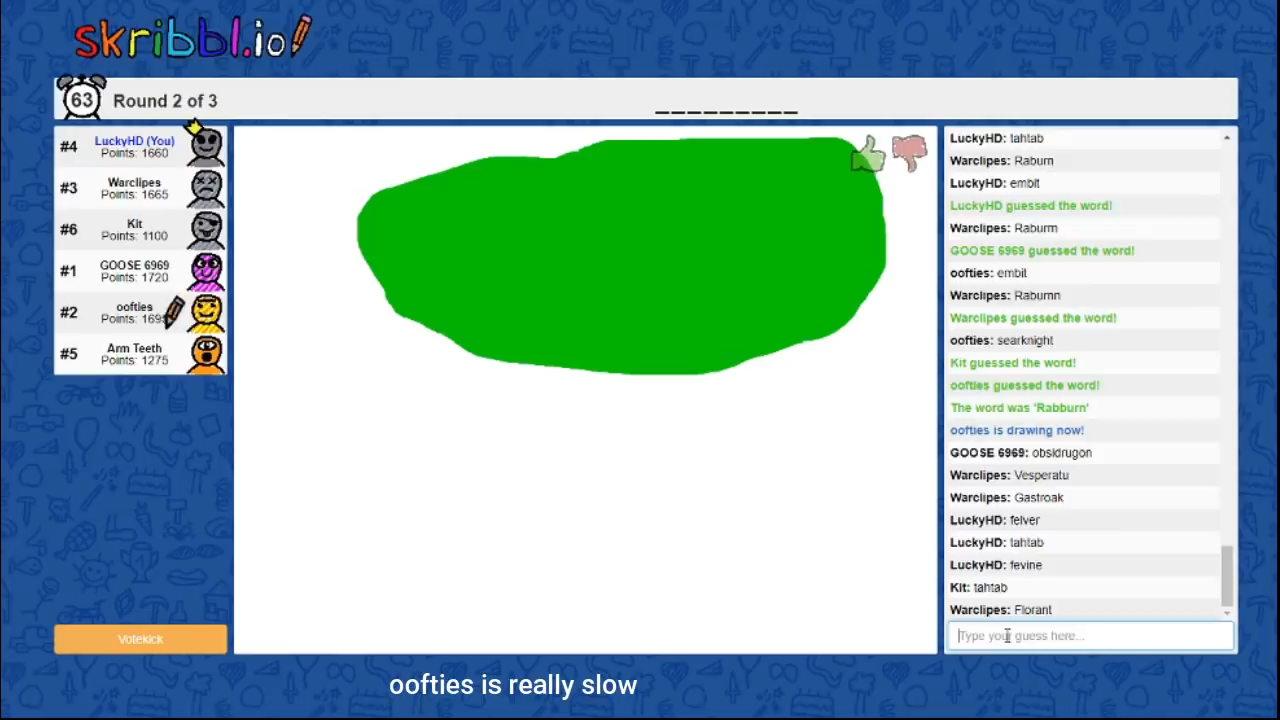 skribbl.io
63
Round 2 of 3
_________
#4 LuckyHD (You)
Points: 1660
#3 Warclipes
Points: 1665
#6 Kit
Points: 1100
#1 GOOSE 6969
Points: 1720
#2 oofties
Points: 1695
#5 Arm Teeth
Points: 1275
Votekick
LuckyHD: tahtab
Warclipes: Raburn
LuckyHD: embit
LuckyHD guessed the word!
Warclipes: Raburm
GOOSE 6969 guessed the word!
oofties: embit
Warclipes: Raburnn
Warclipes guessed the word!
oofties: searknight
Kit guessed the word!
oofties guessed the word!
The word was 'Rabburn'
oofties is drawing now!
GOOSE 6969: obsidrugon
Warclipes: Vesperatu
Warclipes: Gastroak
LuckyHD: felver
LuckyHD: tahtab
LuckyHD: fevine
Kit: tahtab
Warclipes: Florant
Type your guess here...
oofties is really slow